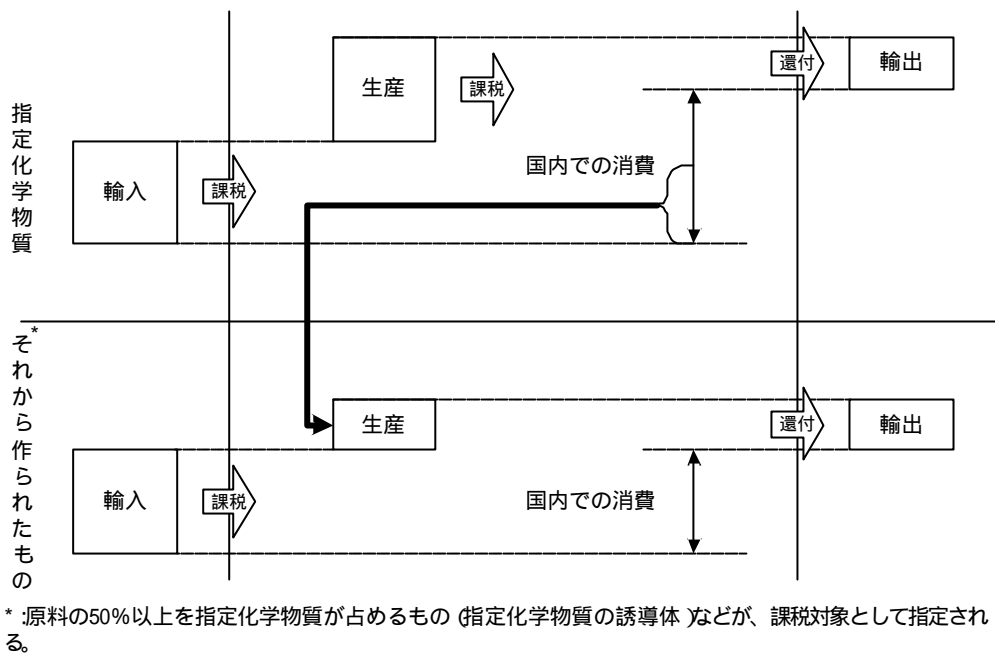 指定化学物質
生産
課税
還付
輸出
輸入
課税
国内での消費
それから作られたもの*
生産
還付
輸出
輸入
課税
国内での消費
* :原料の50%以上を指定化学物質が占めるもの(指定化学物質の誘導体)などが、課税対象として指定され
る。